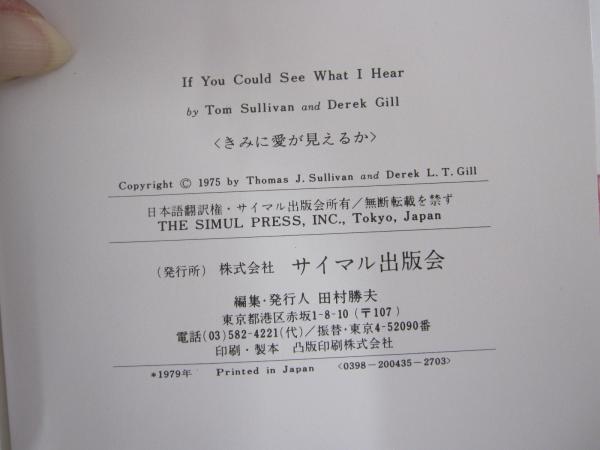 If You Could See What I Hear
by Tom Sullivan and Derek Gill
〈きみに愛が見えるか〉
Copyright © 1975 by Thomas J. Sullivan and Derek L. T. Gill
日本語翻訳権・サイマル出版会所有／無断転載を禁ず
THE SIMUL PRESS, INC., Tokyo, Japan
(発行所) 株式会社 サイマル出版会
編集・発行人 田村勝夫
東京都港区赤坂1-8-10 (〒107)
電話(03)582-4221(代)／振替・東京4-52090番
印刷・製本 凸版印刷株式会社
*1979年 Printed in Japan 〈0398-200435-2703〉